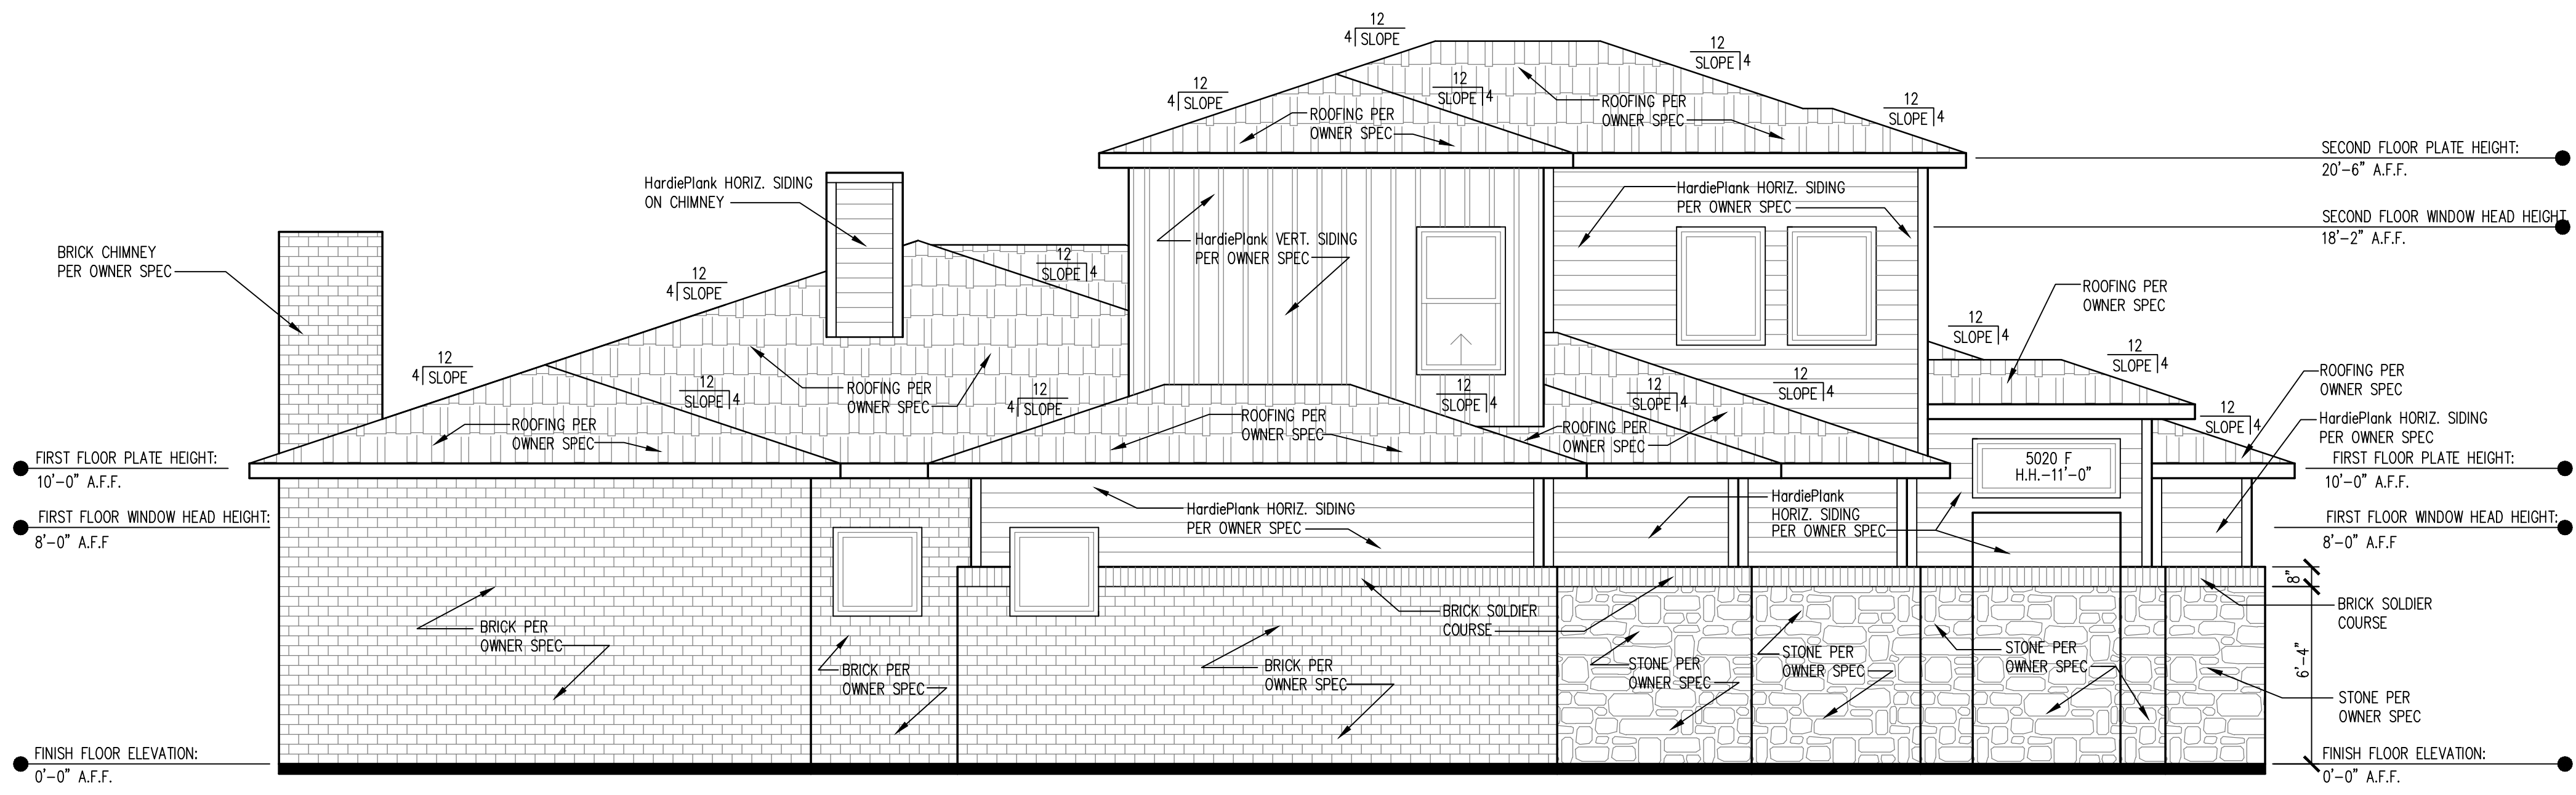 12
4 SLOPE
12
SLOPE 4
12
4 SLOPE
12
SLOPE 4
12
SLOPE 4
ROOFING PER
OWNER SPEC
ROOFING PER
OWNER SPEC
SECOND FLOOR PLATE HEIGHT:
20'-6" A.F.F.
HardiePlank HORIZ. SIDING
ON CHIMNEY
HardiePlank HORIZ. SIDING
PER OWNER SPEC
SECOND FLOOR WINDOW HEAD HEIGHT
18'-2" A.F.F.
BRICK CHIMNEY
PER OWNER SPEC
HardiePlank VERT. SIDING
PER OWNER SPEC
12
SLOPE 4
12
4 SLOPE
ROOFING PER
OWNER SPEC
12
SLOPE 4
12
SLOPE 4
12
4 SLOPE
12
SLOPE 4
ROOFING PER
OWNER SPEC
12
4 SLOPE
12
SLOPE 4
12
SLOPE 4
12
SLOPE 4
ROOFING PER
OWNER SPEC
12
SLOPE 4
ROOFING PER
OWNER SPEC
ROOFING PER
OWNER SPEC
ROOFING PER
OWNER SPEC
HardiePlank HORIZ. SIDING
PER OWNER SPEC
FIRST FLOOR PLATE HEIGHT:
10'-0" A.F.F.
5020 F
H.H.-11'-0"
FIRST FLOOR PLATE HEIGHT:
10'-0" A.F.F.
FIRST FLOOR WINDOW HEAD HEIGHT:
8'-0" A.F.F
HardiePlank HORIZ. SIDING
PER OWNER SPEC
HardiePlank
HORIZ. SIDING
PER OWNER SPEC
FIRST FLOOR WINDOW HEAD HEIGHT:
8'-0" A.F.F
8"
BRICK SOLDIER
COURSE
BRICK SOLDIER
COURSE
BRICK PER
OWNER SPEC
BRICK PER
OWNER SPEC
BRICK PER
OWNER SPEC
STONE PER
OWNER SPEC
STONE PER
OWNER SPEC
STONE PER
OWNER SPEC
6'-4"
STONE PER
OWNER SPEC
FINISH FLOOR ELEVATION:
0'-0" A.F.F.
FINISH FLOOR ELEVATION:
0'-0" A.F.F.